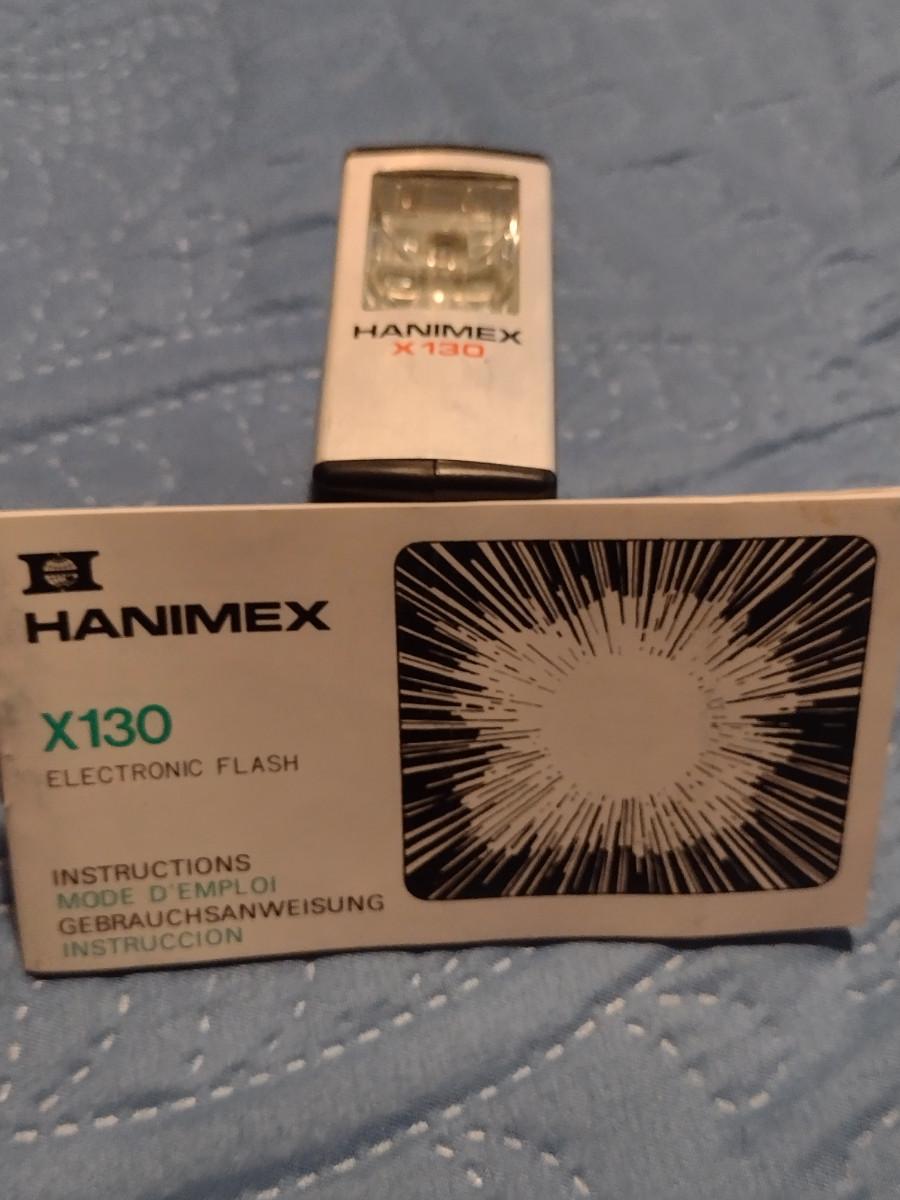 HANIMEX
X130
HANIMEX
X130
ELECTRONIC FLASH
INSTRUCTIONS
MODE D'EMPLOI
GEBRAUCHSANWEISUNG
INSTRUCCION